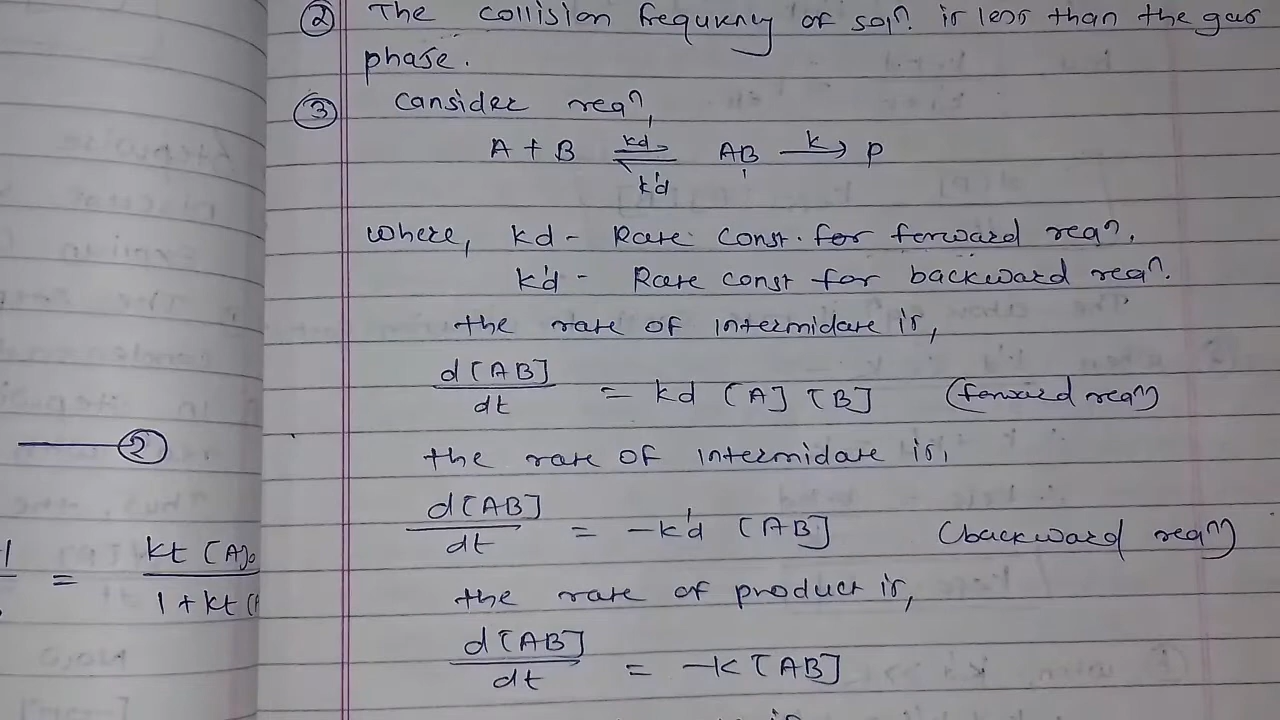 ② The collision frequency of solⁿ. is less than the gas
phase.
③ Consider reaⁿ,
A + B ⇌ AB → P
kd k
k'd
where, kd - Rate const. for forward reaⁿ.
k'd - Rate const for backward reaⁿ.
the rate of intermidate is,
d[AB]/dt = kd [A] [B] (forward reaⁿ)
the rate of intermidate is,
② 
d[AB]/dt = -k'd [AB] (backward reaⁿ)
= kt [A]₀ / 1 + kt [A
the rate of product is,
d[AB]/dt = -k [AB]